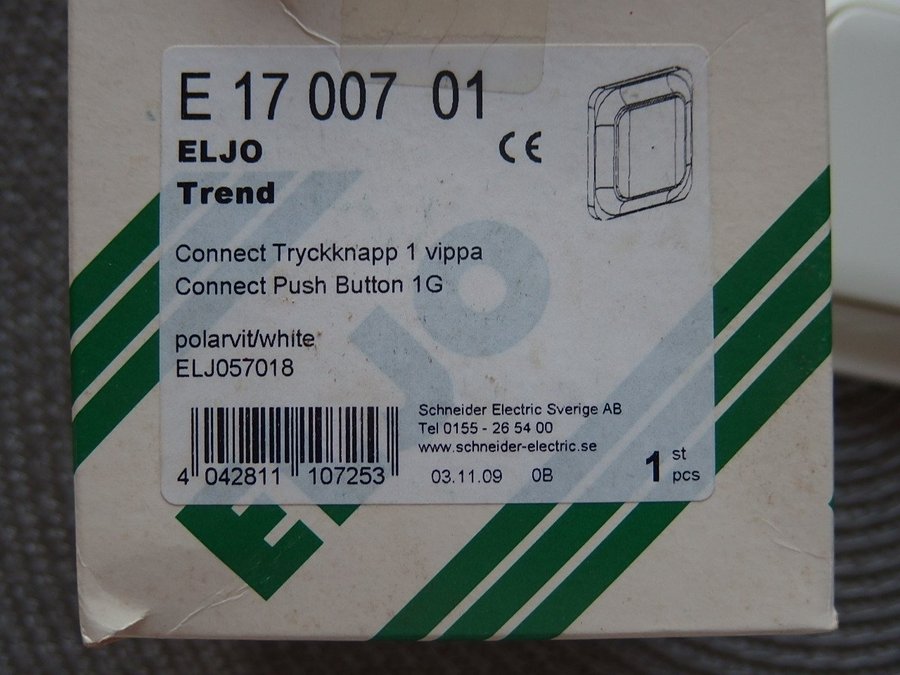 E 17 007 01
ELJO
CE
Trend
Connect Tryckknapp 1 vippa
Connect Push Button 1G
polarvit/white
ELJ057018
Schneider Electric Sverige AB
Tel 0155 - 26 54 00
www.schneider-electric.se
4 042811 107253
03.11.09 0B
1 st
pcs
ELJO